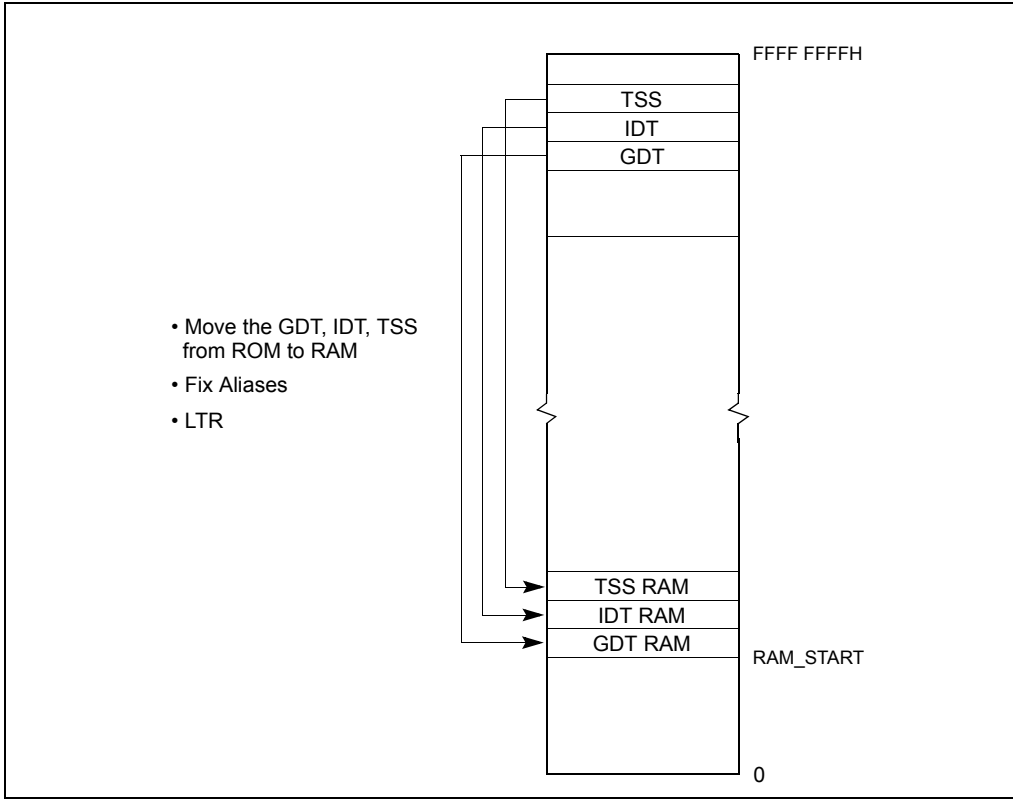 FFFF FFFFH
TSS
IDT
GDT
• Move the GDT, IDT, TSS
from ROM to RAM
• Fix Aliases
• LTR
TSS RAM
IDT RAM
GDT RAM
RAM_START
0